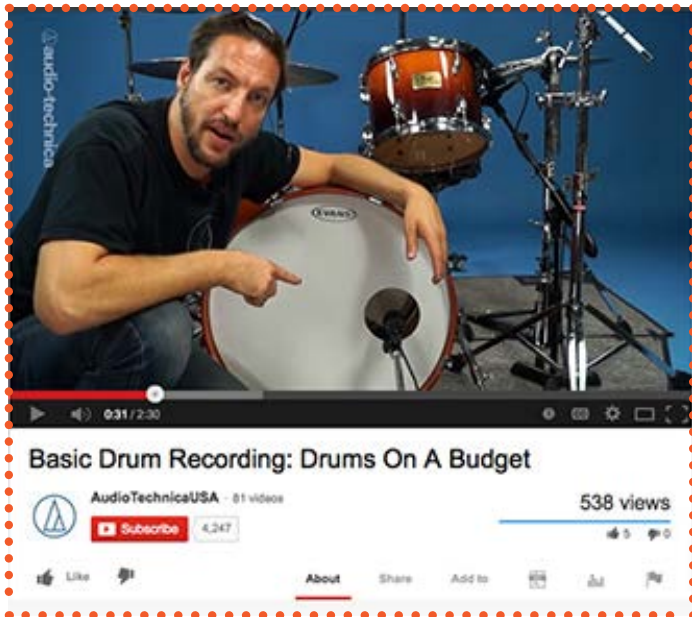 audio-technica
EVANS
0:31 / 2:30
Basic Drum Recording: Drums On A Budget
AudioTechnicaUSA - 81 videos
Subscribe 4,247
538 views
5 0
Like
About Share Add to